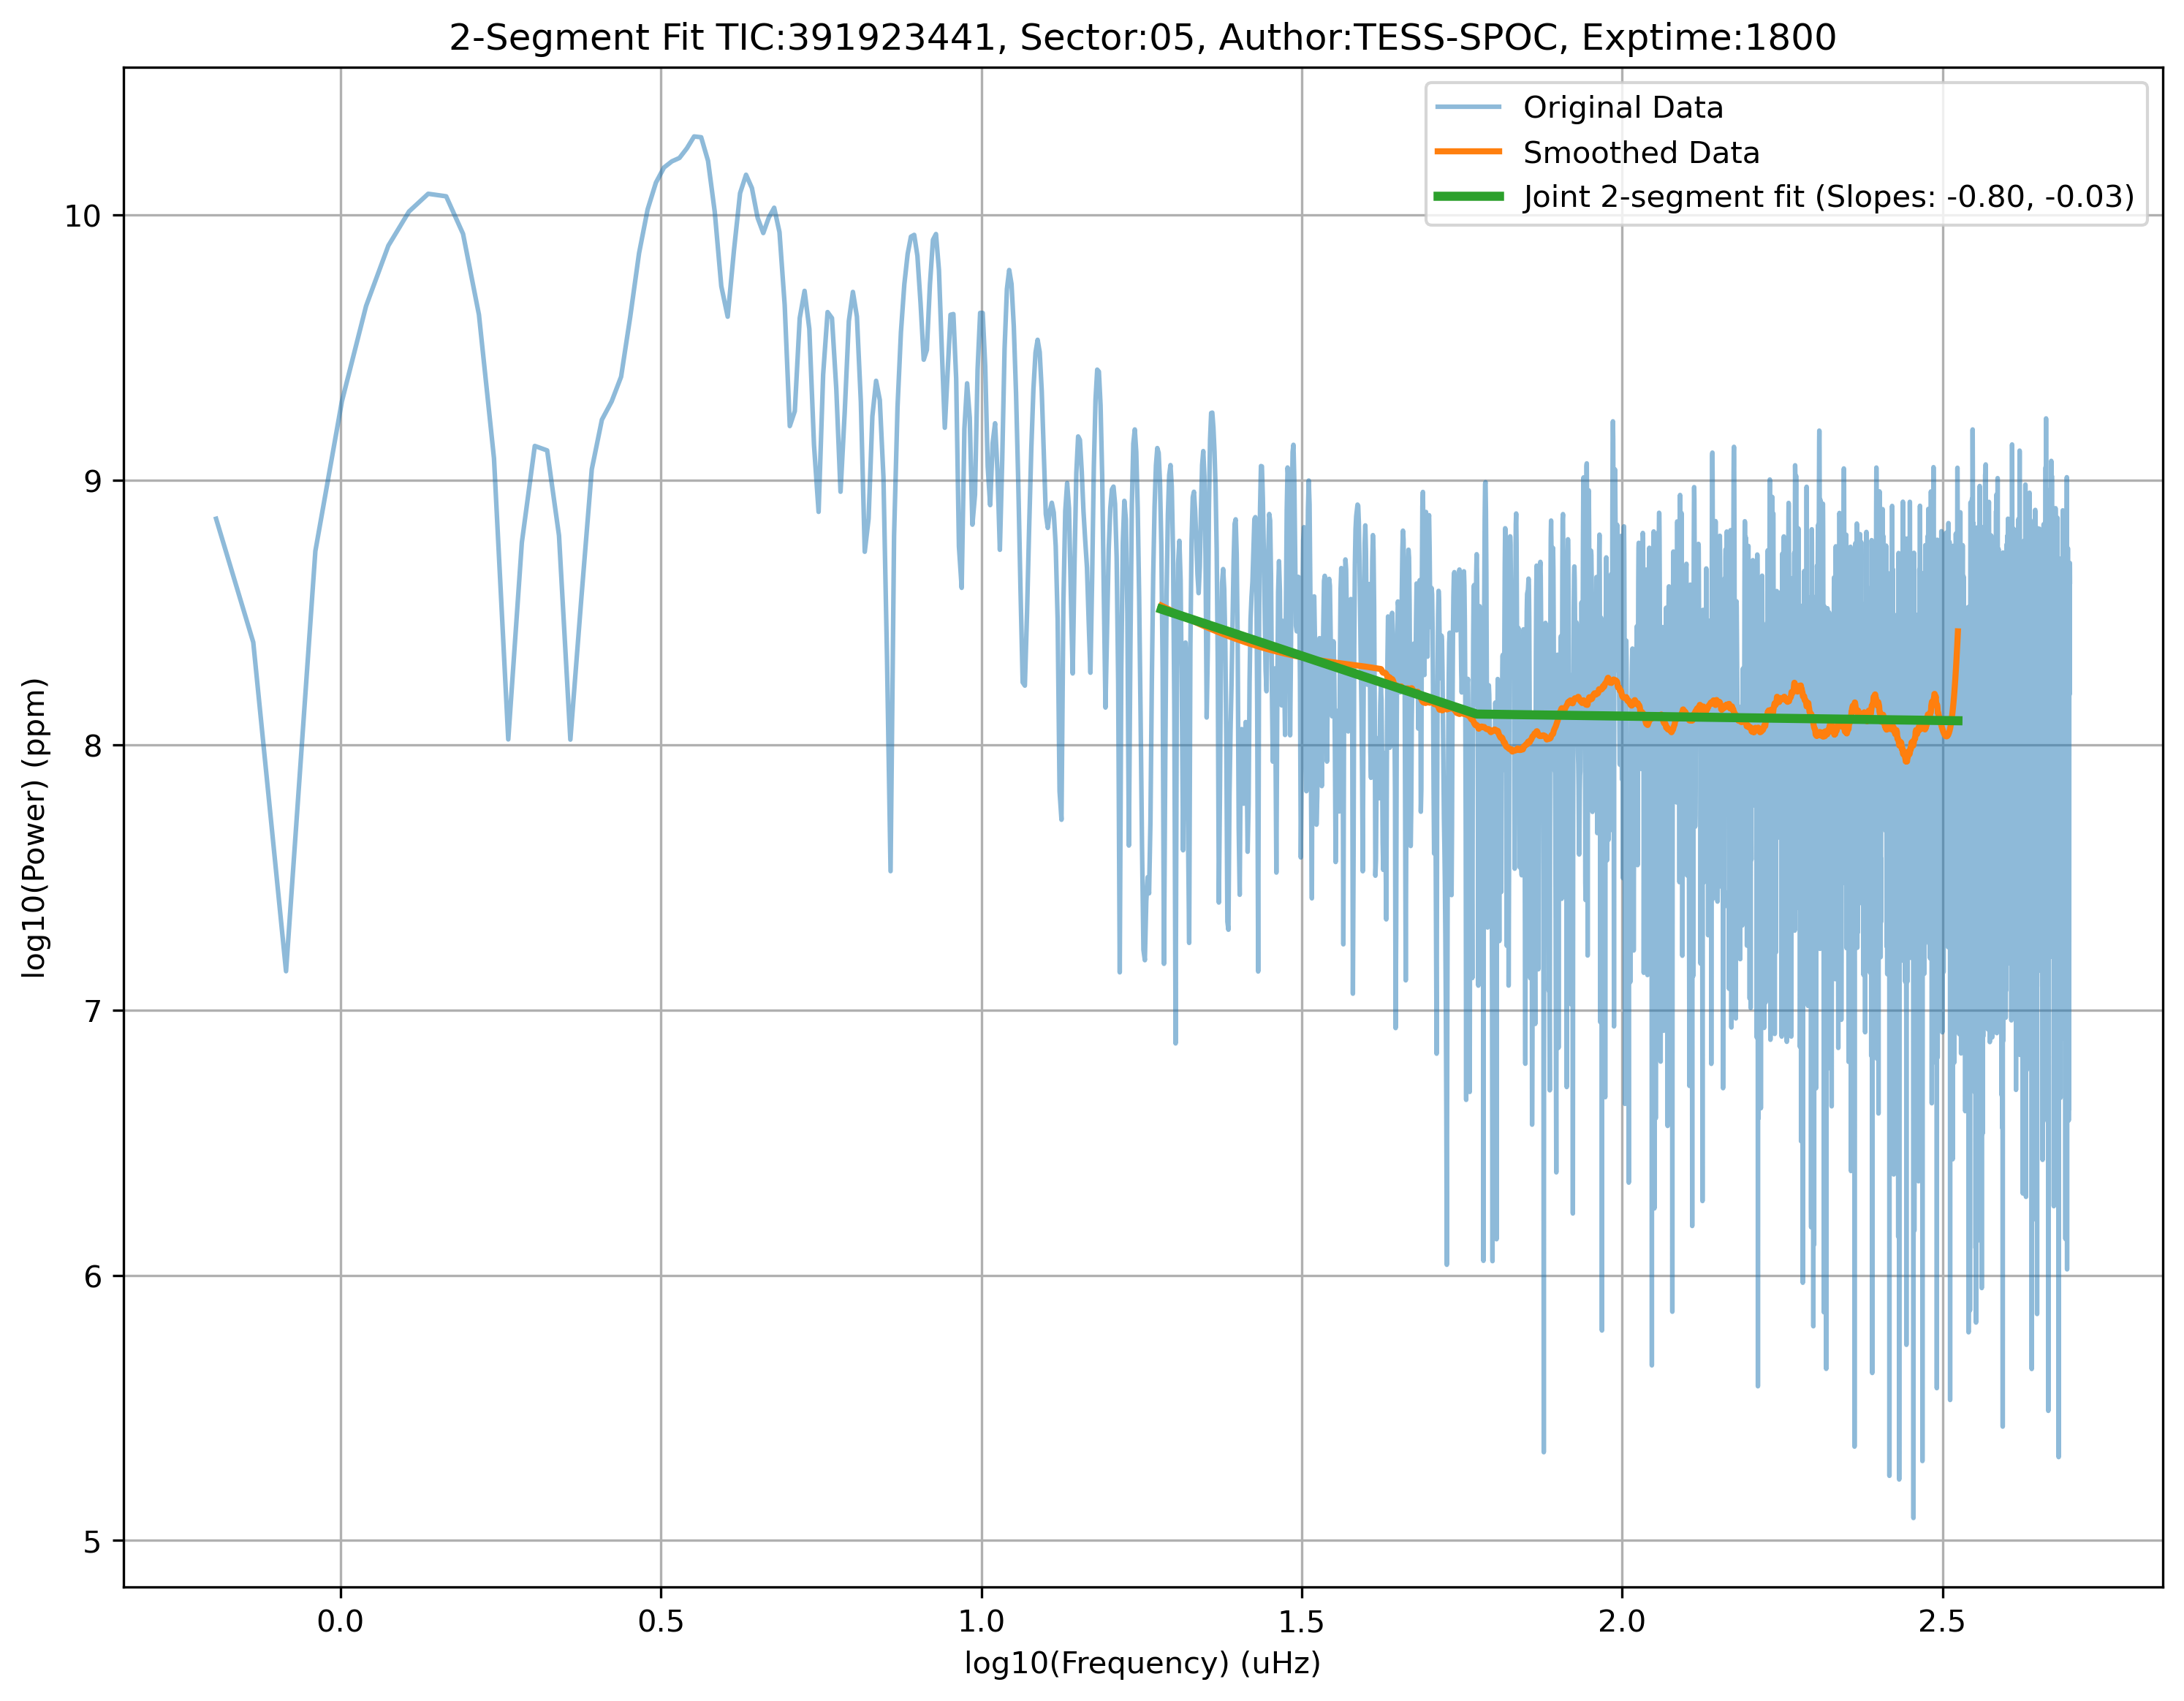 2-Segment Fit TIC:391923441, Sector:05, Author:TESS-SPOC, Exptime:1800
Original Data
Smoothed Data
Joint 2-segment fit (Slopes: -0.80, -0.03)
log10(Power) (ppm)
10
9
8
7
6
5
0.0 0.5 1.0 1.5 2.0 2.5
log10(Frequency) (uHz)